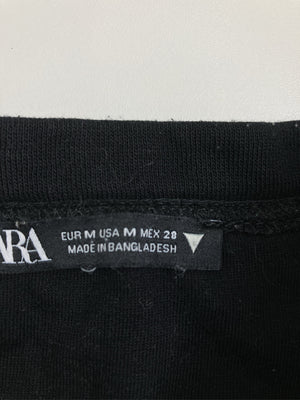 ARA
EUR M USA M MEX 28
MADE IN BANGLADESH